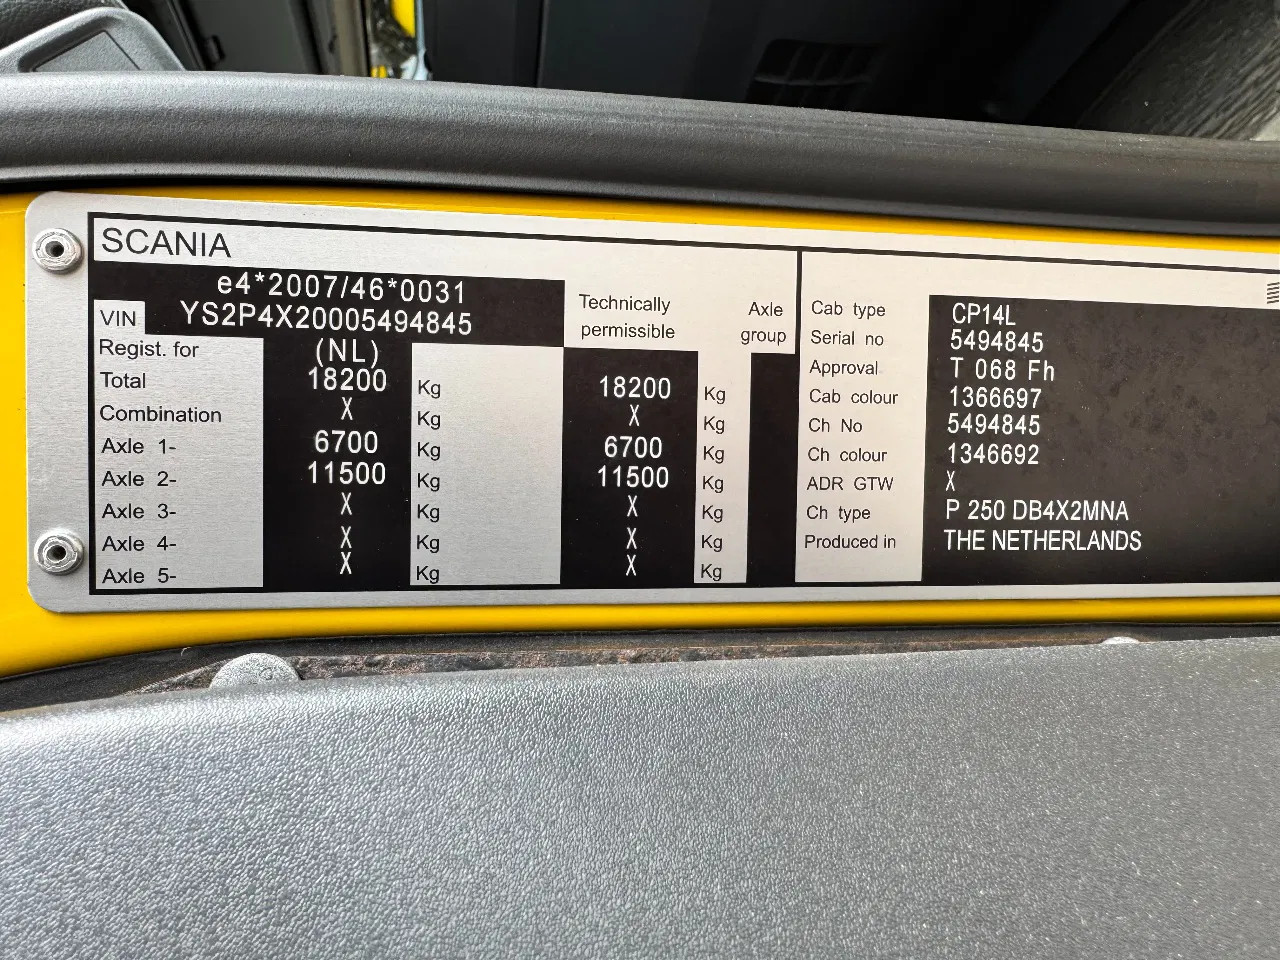 SCANIA
e4*2007/46*0031
VIN YS2P4X20005494845
Technically permissible
Axle group
Regist. for (NL)
Total 18200 Kg 18200 Kg
Combination X Kg X Kg
Axle 1- 6700 Kg 6700 Kg
Axle 2- 11500 Kg 11500 Kg
Axle 3- X Kg X Kg
Axle 4- X Kg X Kg
Axle 5- X Kg X Kg
Cab type CP14L
Serial no 5494845
Approval T 068 Fh
Cab colour 1366697
Ch No 5494845
Ch colour 1346692
ADR GTW X
Ch type P 250 DB4X2MNA
Produced in THE NETHERLANDS